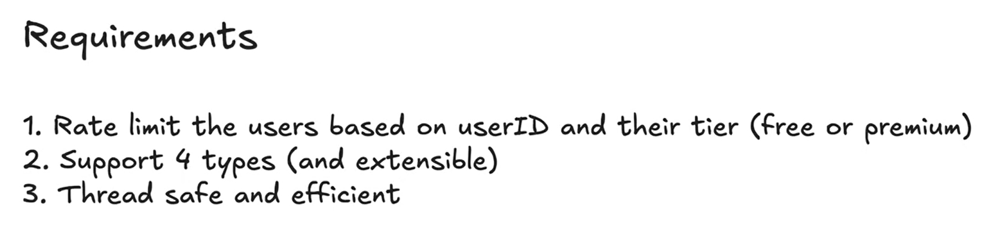 Requirements
1. Rate limit the users based on userID and their tier (free or premium)
2. Support 4 types (and extensible)
3. Thread safe and efficient